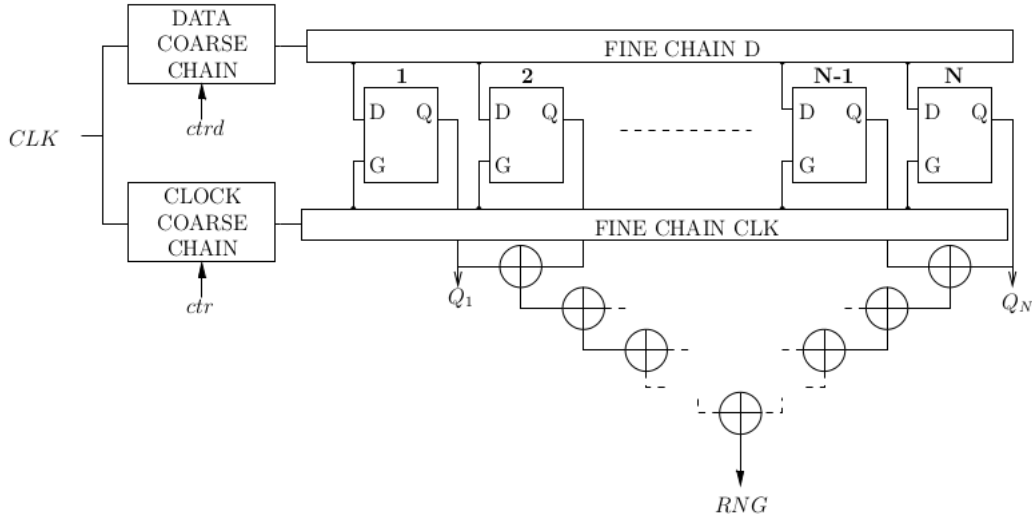 DATA
COARSE
CHAIN
FINE CHAIN D
1
2
N-1
N
D Q
D Q
D Q
D Q
ctrd
CLK
G
G
G
G
CLOCK
COARSE
CHAIN
FINE CHAIN CLK
ctr
Q1
QN
RNG